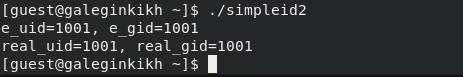 [guest@galeginkikh ~]$ ./simpleid2
e_uid=1001, e_gid=1001
real_uid=1001, real_gid=1001
[guest@galeginkikh ~]$